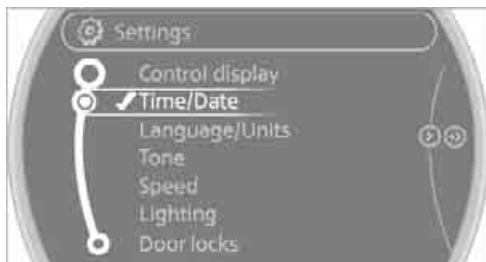 Settings
Control display
Time/Date
Language/Units
Tone
Speed
Lighting
Door locks